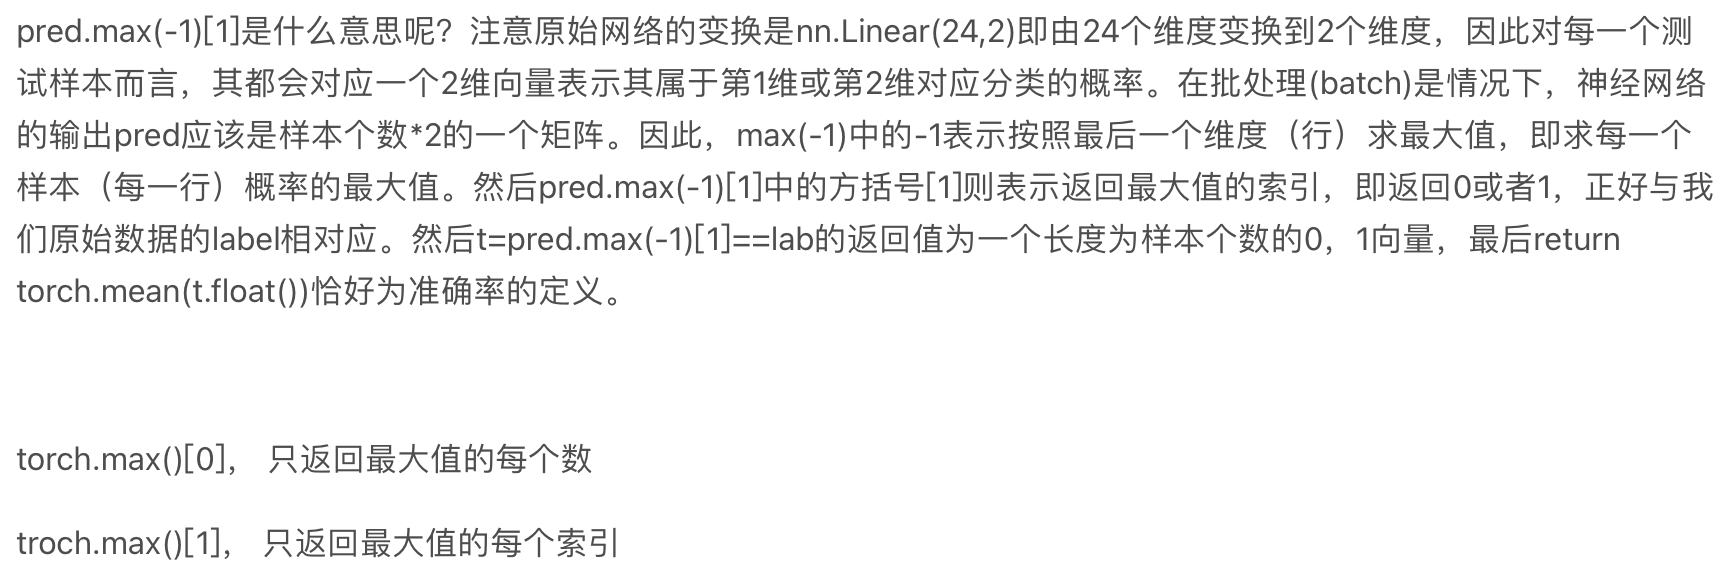 pred.max(-1)[1]是什么意思呢？注意原始网络的变换是nn.Linear(24,2)即由24个维度变换到2个维度，因此对每一个测
试样本而言，其都会对应一个2维向量表示其属于第1维或第2维对应分类的概率。在批处理(batch)是情况下，神经网络
的输出pred应该是样本个数*2的一个矩阵。因此，max(-1)中的-1表示按照最后一个维度（行）求最大值，即求每一个
样本（每一行）概率的最大值。然后pred.max(-1)[1]中的方括号[1]则表示返回最大值的索引，即返回0或者1，正好与我
们原始数据的label相对应。然后t=pred.max(-1)[1]==lab的返回值为一个长度为样本个数的0，1向量，最后return
torch.mean(t.float())恰好为准确率的定义。
torch.max()[0]， 只返回最大值的每个数
troch.max()[1]， 只返回最大值的每个索引